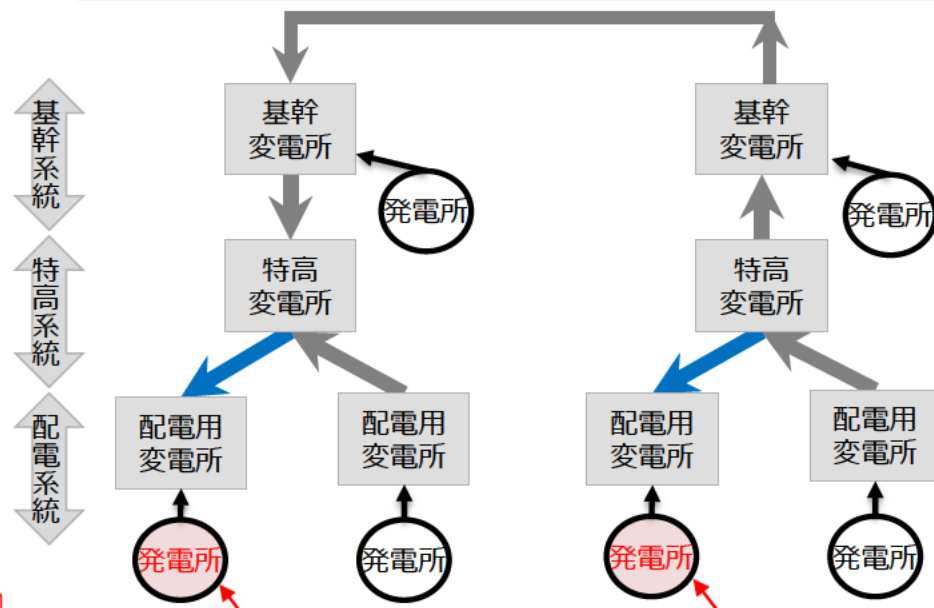 基幹系統
基幹
変電所
発電所
基幹
変電所
発電所
特高系統
特高
変電所
特高
変電所
配電系統
配電用
変電所
配電用
変電所
配電用
変電所
配電用
変電所
発電所
発電所
発電所
発電所